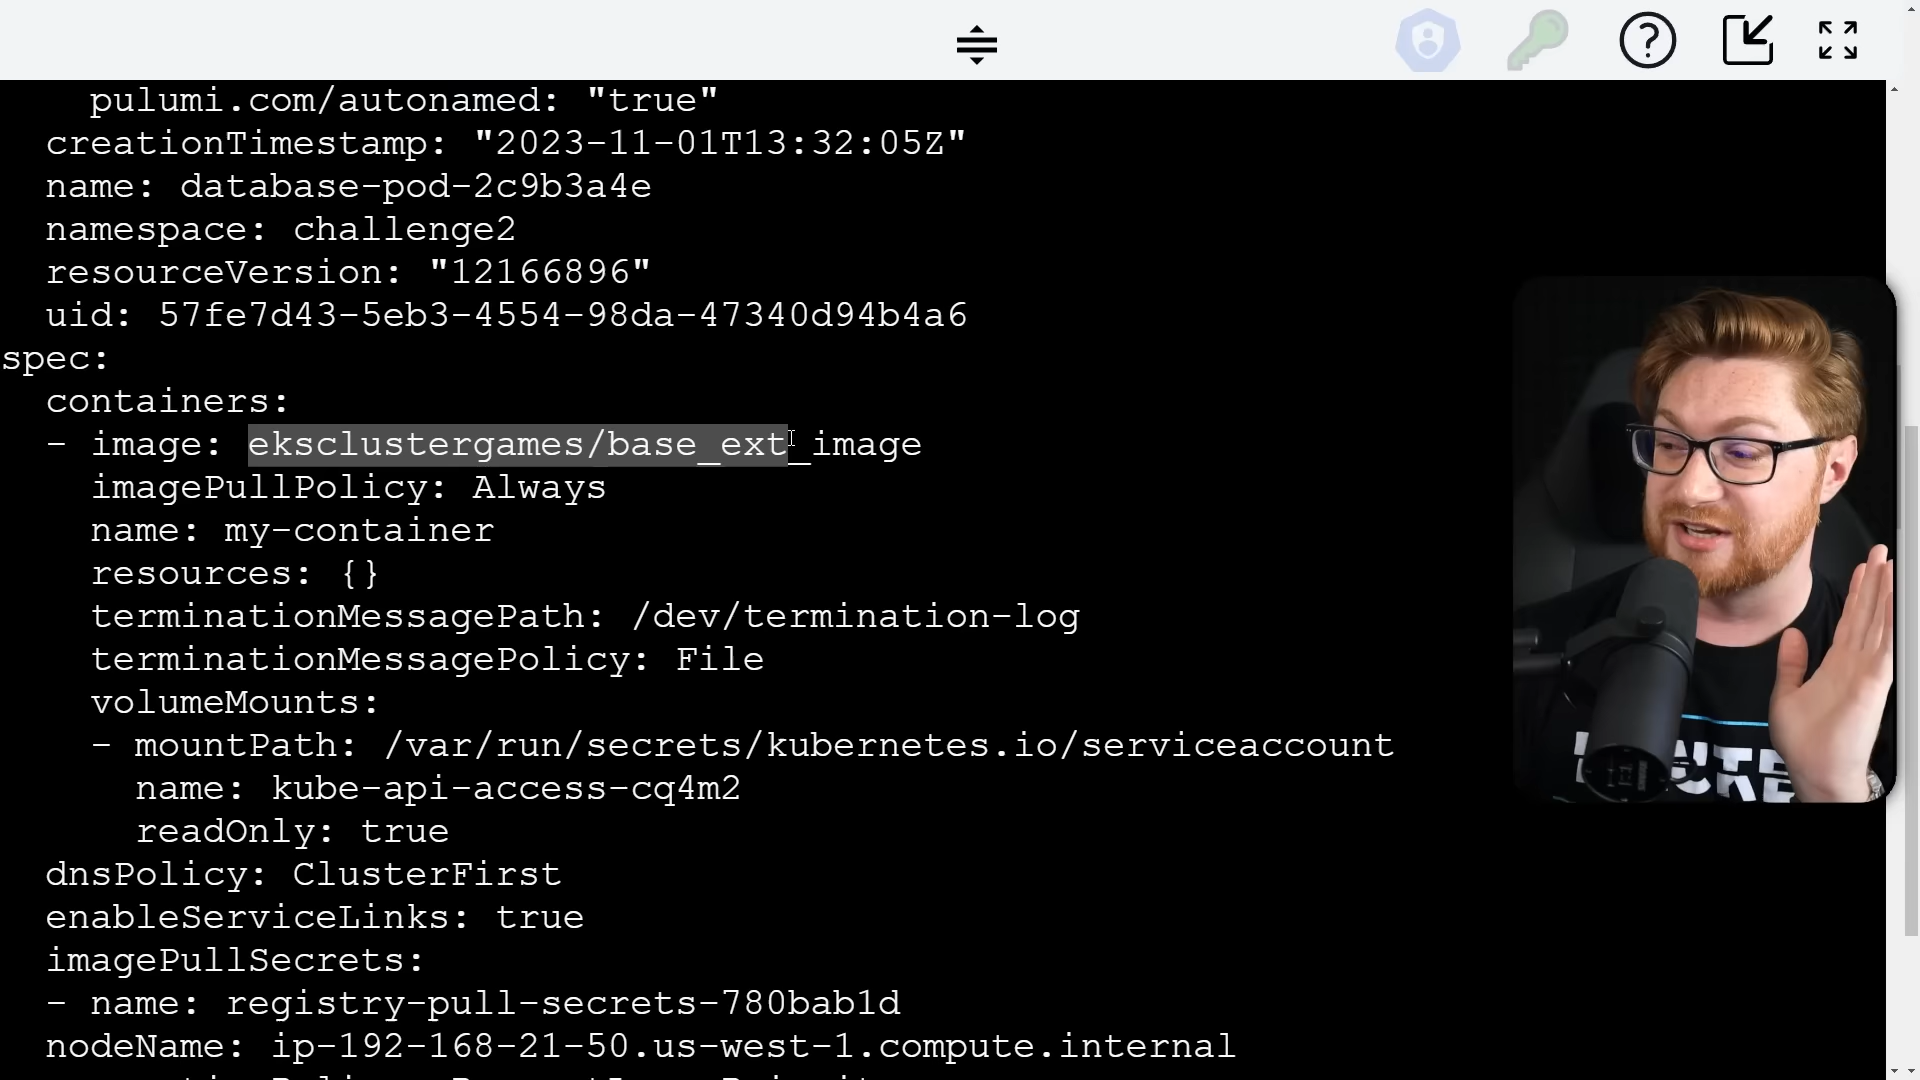 pulumi.com/autonamed: "true"
creationTimestamp: "2023-11-01T13:32:05Z"
name: database-pod-2c9b3a4e
namespace: challenge2
resourceVersion: "12166896"
uid: 57fe7d43-5eb3-4554-98da-47340d94b4a6
spec:
containers:
- image: eksclustergames/base_ext_image
imagePullPolicy: Always
name: my-container
resources: {}
terminationMessagePath: /dev/termination-log
terminationMessagePolicy: File
volumeMounts:
- mountPath: /var/run/secrets/kubernetes.io/serviceaccount
name: kube-api-access-cq4m2
readOnly: true
dnsPolicy: ClusterFirst
enableServiceLinks: true
imagePullSecrets:
- name: registry-pull-secrets-780bab1d
nodeName: ip-192-168-21-50.us-west-1.compute.internal